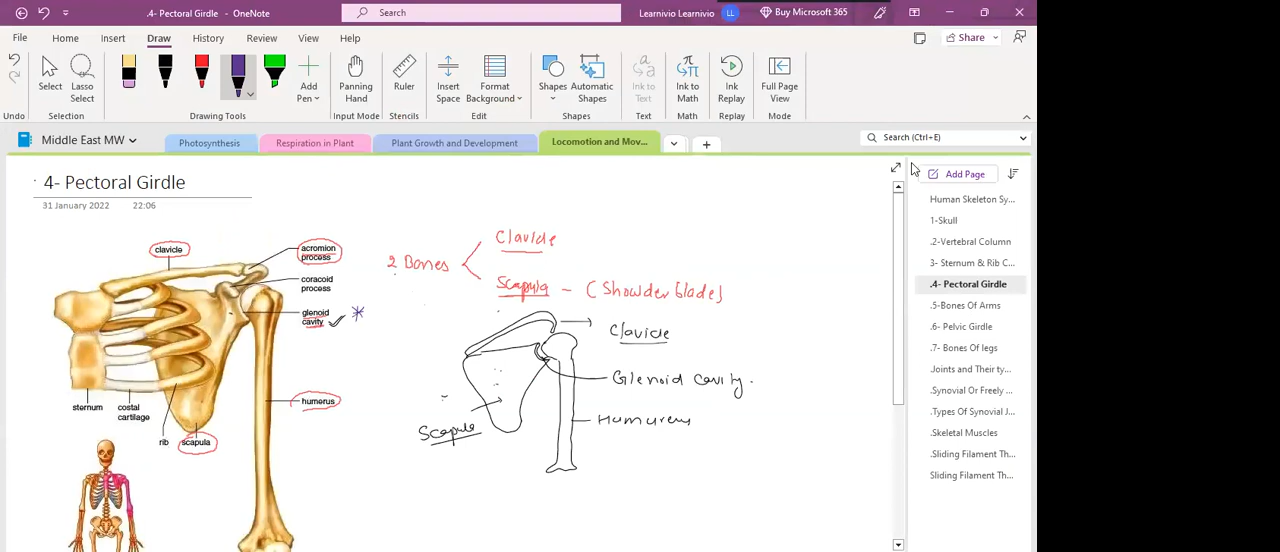 .4- Pectoral Girdle - OneNote
Search
Learnivio Learnivio LL
Buy Microsoft 365
File Home Insert Draw History Review View Help
Share
Undo
Select
Lasso Select
Add Pen
Panning Hand
Ruler
Insert Space
Format Background
Shapes
Automatic Shapes
Ink to Text
Ink to Math
Ink Replay
Full Page View
Selection Drawing Tools Input Mode Stencils Edit Shapes Text Math Replay Mode
Middle East MW
Photosynthesis
Respiration in Plant
Plant Growth and Development
Locomotion and Mov...
Search (Ctrl+E)
4- Pectoral Girdle
31 January 2022 22:06
Add Page
Human Skeleton Sy...
1-Skull
.2-Vertebral Column
3- Sternum & Rib C...
.4- Pectoral Girdle
.5-Bones Of Arms
.6- Pelvic Girdle
.7- Bones Of legs
.Joints and Their ty...
.Synovial Or Freely ...
.Types Of Synovial J...
.Skeletal Muscles
.Sliding Filament Th...
Sliding Filament Th...
clavicle
acromion
process
coracoid
process
glenoid
cavity
humerus
sternum
costal
cartilage
rib
scapula
2 Bones
Clavicle
Scapula - (Showder blade)
Clavicle
Glenoid cavity.
Humureus
Scapula